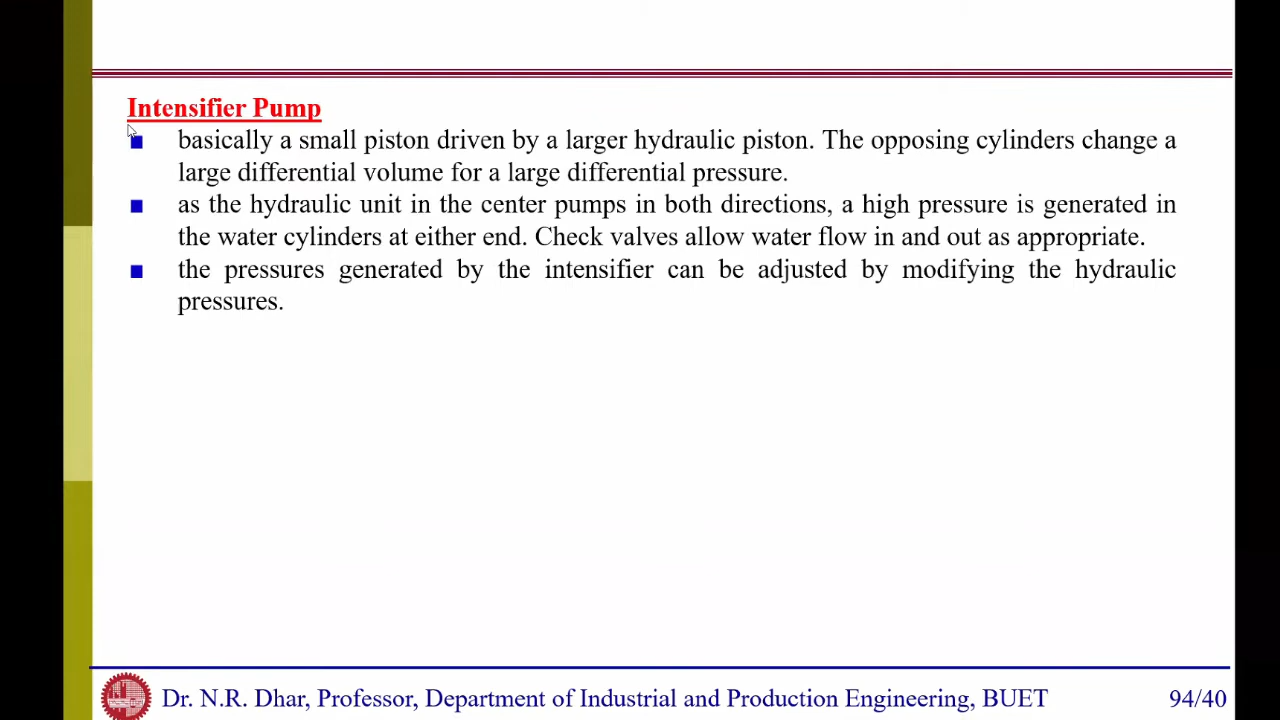 Intensifier Pump
basically a small piston driven by a larger hydraulic piston. The opposing cylinders change a
large differential volume for a large differential pressure.
as the hydraulic unit in the center pumps in both directions, a high pressure is generated in
the water cylinders at either end. Check valves allow water flow in and out as appropriate.
the pressures generated by the intensifier can be adjusted by modifying the hydraulic
pressures.
Dr. N.R. Dhar, Professor, Department of Industrial and Production Engineering, BUET 94/40